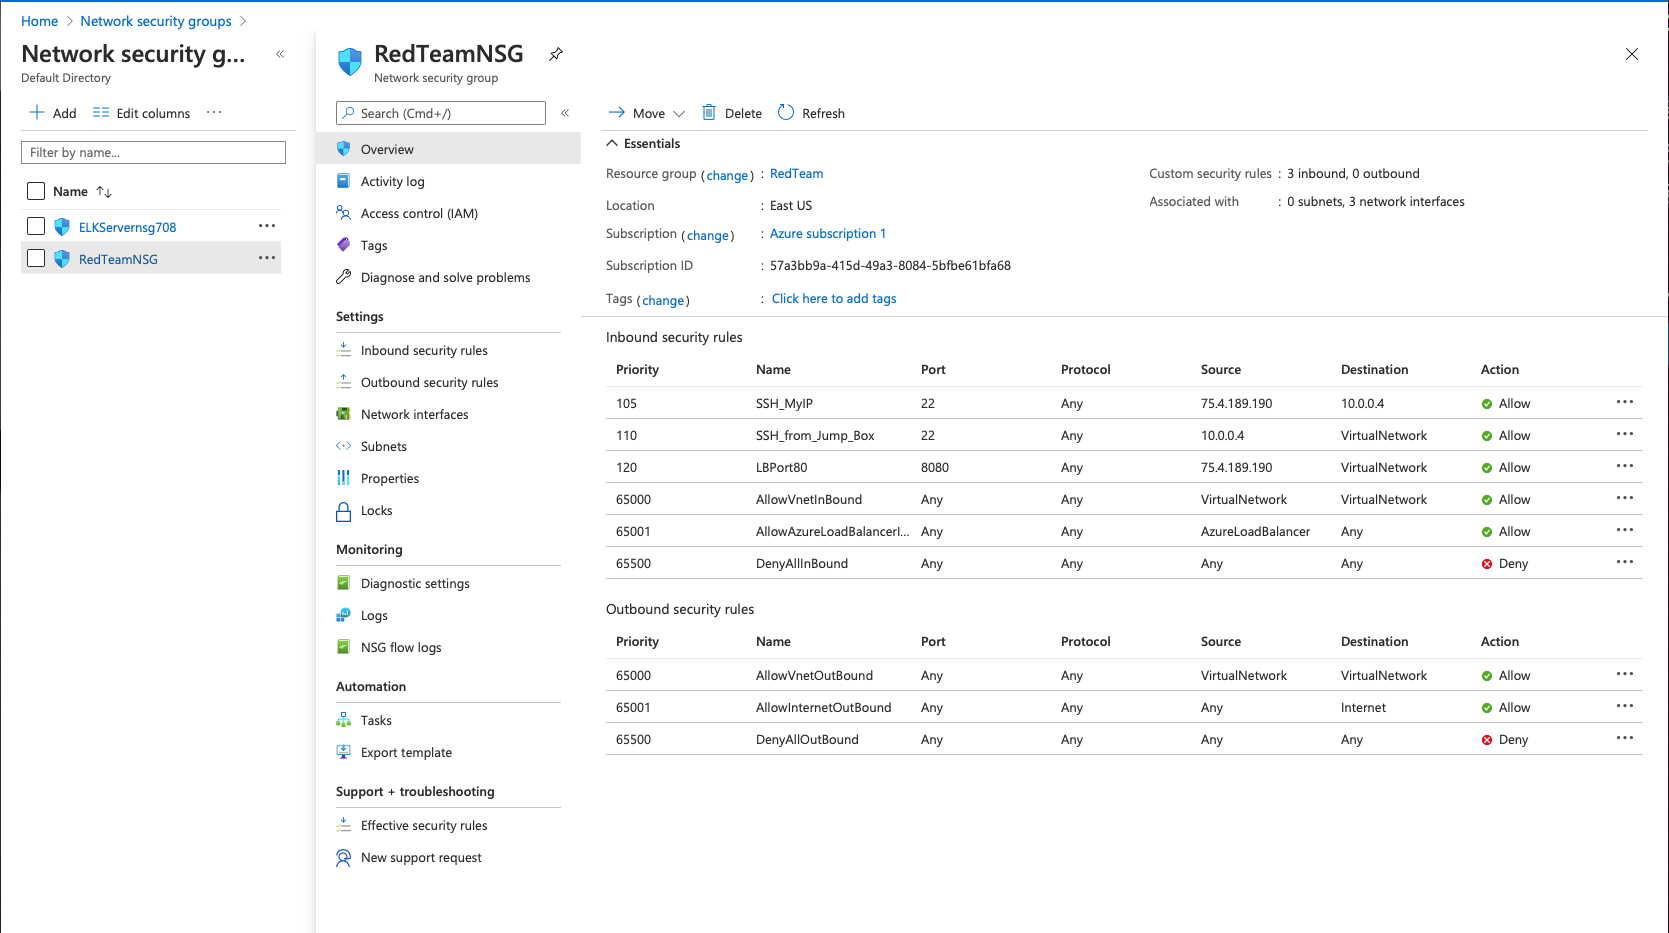 Home > Network security groups >
Network security g...
Default Directory
Add Edit columns ...
Filter by name...
Name ↑↓
ELKServernsg708 ...
RedTeamNSG ...
RedTeamNSG
Network security group
Search (Cmd+/)
Overview
Activity log
Access control (IAM)
Tags
Diagnose and solve problems
Settings
Inbound security rules
Outbound security rules
Network interfaces
Subnets
Properties
Locks
Monitoring
Diagnostic settings
Logs
NSG flow logs
Automation
Tasks
Export template
Support + troubleshooting
Effective security rules
New support request
Move Delete Refresh
Essentials
Resource group (change) : RedTeam
Location : East US
Subscription (change) : Azure subscription 1
Subscription ID : 57a3bb9a-415d-49a3-8084-5bfbe61bfa68
Tags (change) : Click here to add tags
Custom security rules : 3 inbound, 0 outbound
Associated with : 0 subnets, 3 network interfaces
Inbound security rules
Priority Name Port Protocol Source Destination Action
105 SSH_MyIP 22 Any 75.4.189.190 10.0.0.4 Allow ...
110 SSH_from_Jump_Box 22 Any 10.0.0.4 VirtualNetwork Allow ...
120 LBPort80 8080 Any 75.4.189.190 VirtualNetwork Allow ...
65000 AllowVnetInBound Any Any VirtualNetwork VirtualNetwork Allow ...
65001 AllowAzureLoadBalancerI... Any Any AzureLoadBalancer Any Allow ...
65500 DenyAllInBound Any Any Any Any Deny ...
Outbound security rules
Priority Name Port Protocol Source Destination Action
65000 AllowVnetOutBound Any Any VirtualNetwork VirtualNetwork Allow ...
65001 AllowInternetOutBound Any Any Any Internet Allow ...
65500 DenyAllOutBound Any Any Any Any Deny ...